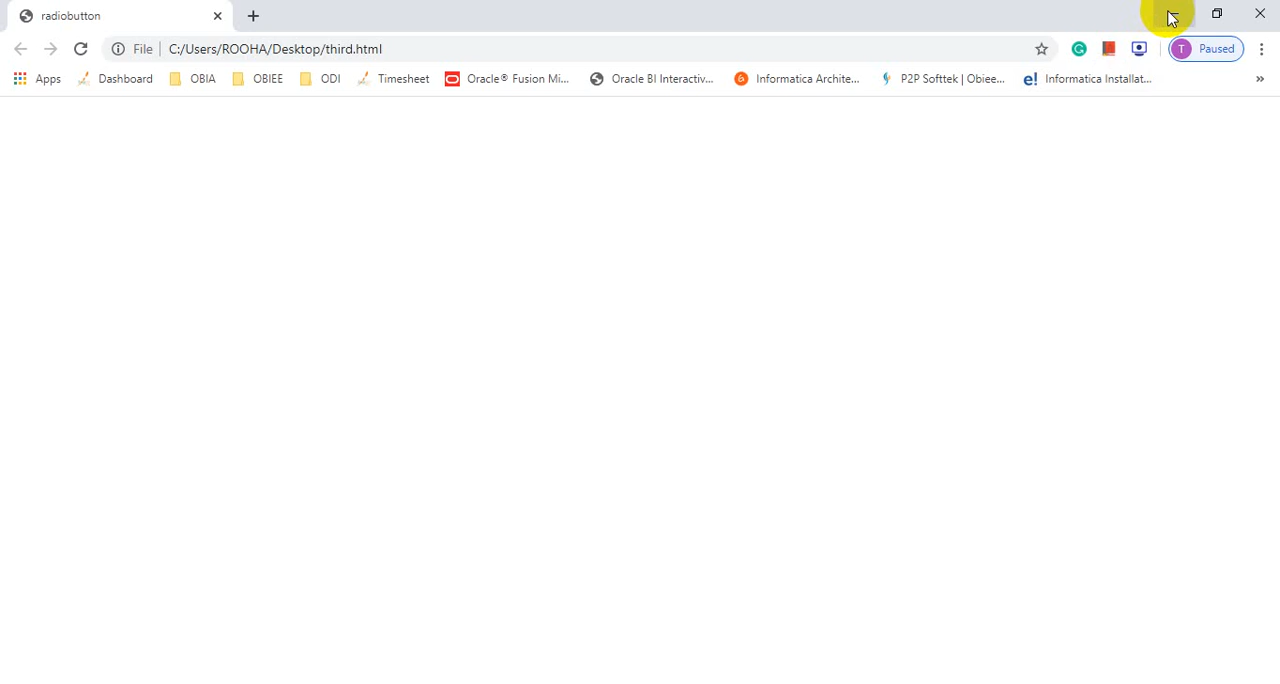 radiobutton
File C:/Users/ROOHA/Desktop/third.html T Paused
Apps Dashboard OBIA OBIEE ODI Timesheet Oracle® Fusion Mi... Oracle BI Interactiv... Informatica Archite... P2P Softtek | Obiee... e! Informatica Installat... »